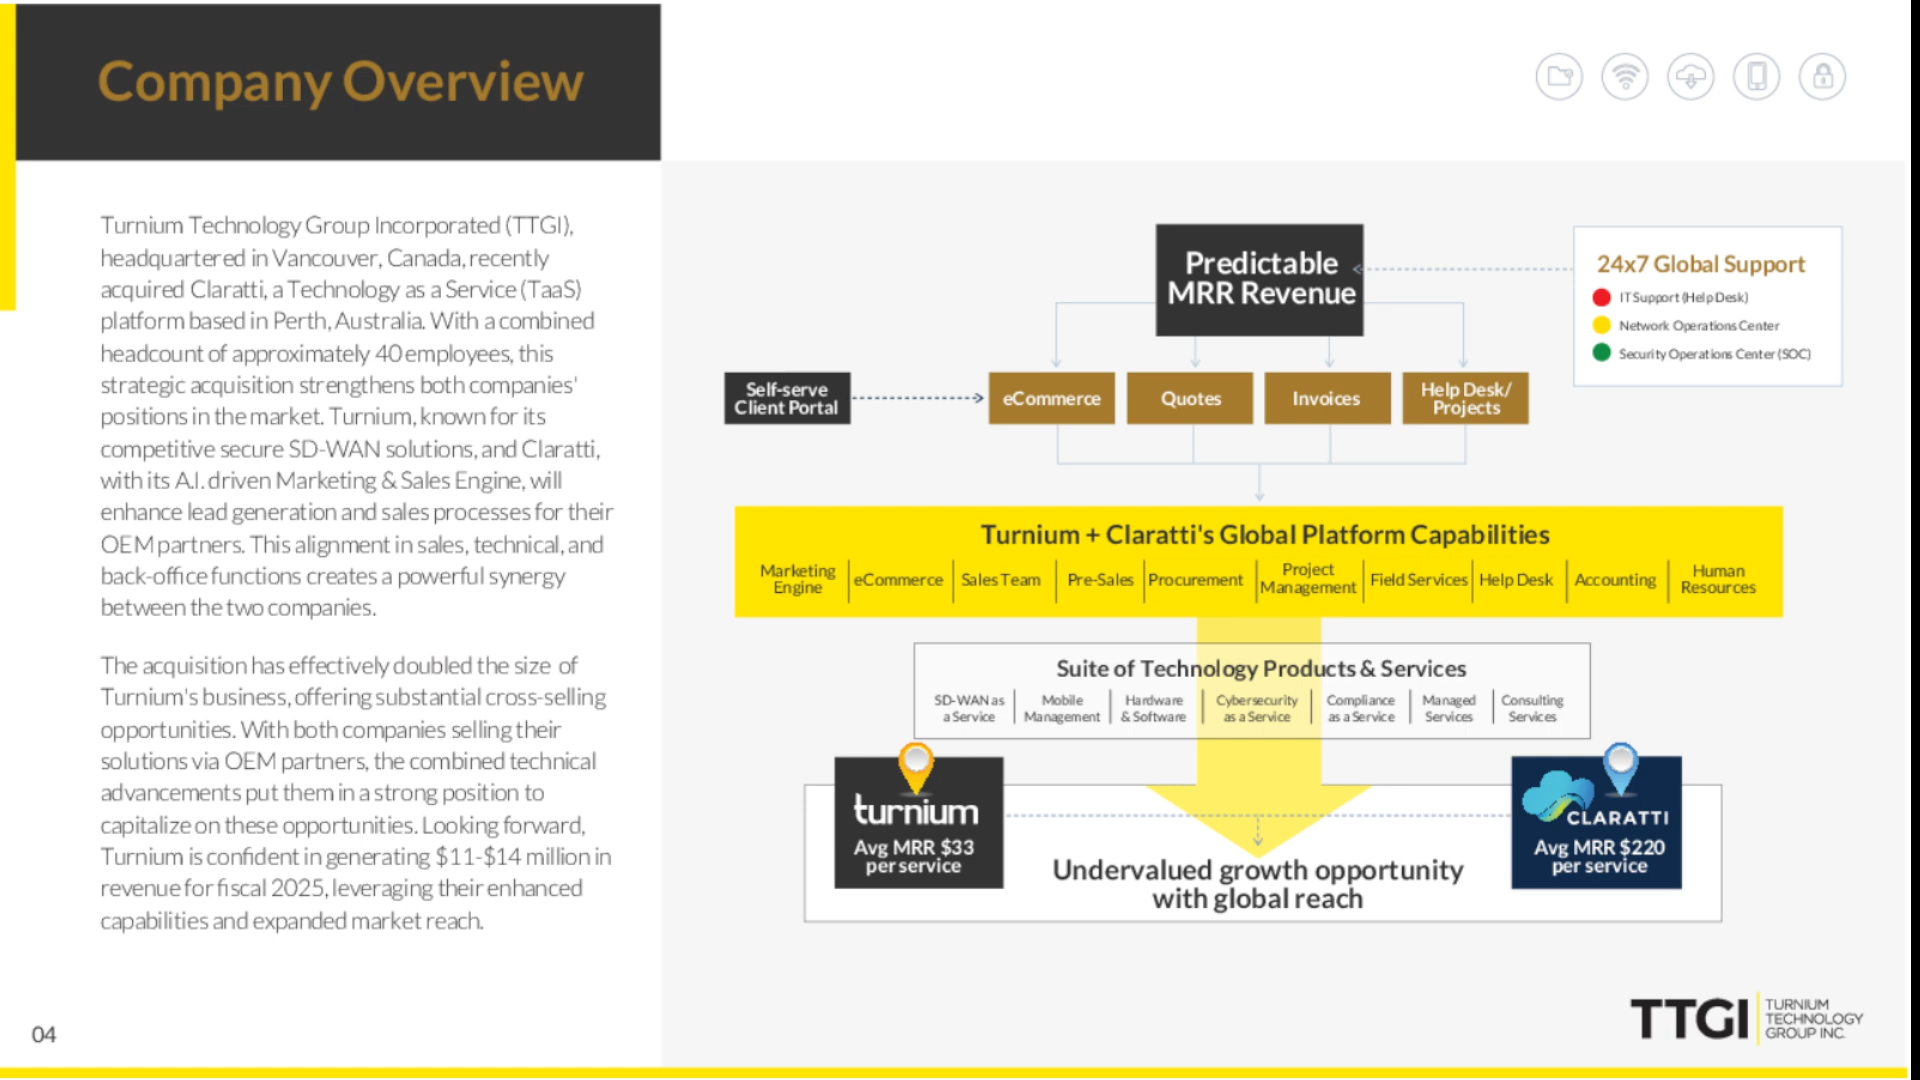 Company Overview
Turnium Technology Group Incorporated (TTGI),
headquartered in Vancouver, Canada, recently
acquired Claratti, a Technology as a Service (TaaS)
platform based in Perth, Australia. With a combined
headcount of approximately 40 employees, this
strategic acquisition strengthens both companies'
positions in the market. Turnium, known for its
competitive secure SD-WAN solutions, and Claratti,
with its A.I. driven Marketing & Sales Engine, will
enhance lead generation and sales processes for their
OEM partners. This alignment in sales, technical, and
back-office functions creates a powerful synergy
between the two companies.
The acquisition has effectively doubled the size of
Turnium's business, offering substantial cross-selling
opportunities. With both companies selling their
solutions via OEM partners, the combined technical
advancements put them in a strong position to
capitalize on these opportunities. Looking forward,
Turnium is confident in generating $11-$14 million in
revenue for fiscal 2025, leveraging their enhanced
capabilities and expanded market reach.
04
Predictable
MRR Revenue
24x7 Global Support
IT Support (Help Desk)
Network Operations Center
Security Operations Center (SOC)
Self-serve
Client Portal
eCommerce
Quotes
Invoices
Help Desk/
Projects
Turnium + Claratti's Global Platform Capabilities
Marketing
Engine
eCommerce
Sales Team
Pre-Sales
Procurement
Project
Management
Field Services
Help Desk
Accounting
Human
Resources
Suite of Technology Products & Services
SD-WAN as
a Service
Mobile
Management
Hardware
& Software
Cybersecurity
as a Service
Compliance
as a Service
Managed
Services
Consulting
Services
turnium
Avg MRR $33
per service
CLARATTI
Avg MRR $220
per service
Undervalued growth opportunity
with global reach
TTGI
TURNIUM
TECHNOLOGY
GROUP INC.